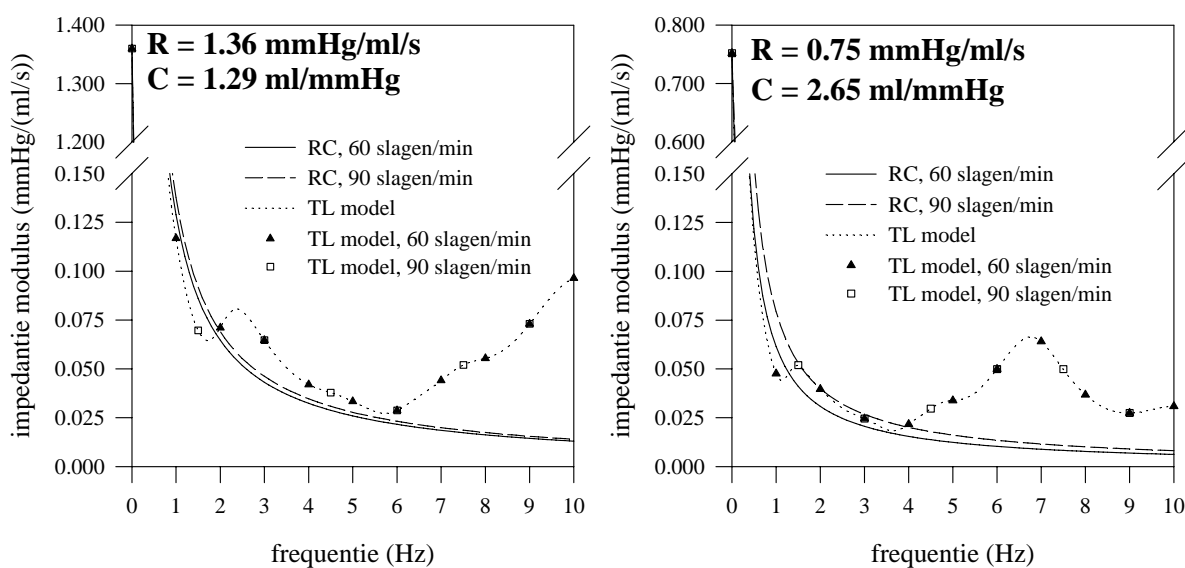 R = 1.36 mmHg/ml/s
C = 1.29 ml/mmHg
impedantie modulus (mmHg/(ml/s))
1.400
1.300
1.200
0.150
0.125
0.100
0.075
0.050
0.025
0.000
RC, 60 slagen/min
RC, 90 slagen/min
TL model
TL model, 60 slagen/min
TL model, 90 slagen/min
0 1 2 3 4 5 6 7 8 9 10
frequentie (Hz)
R = 0.75 mmHg/ml/s
C = 2.65 ml/mmHg
impedantie modulus (mmHg/(ml/s))
0.800
0.700
0.600
0.150
0.125
0.100
0.075
0.050
0.025
0.000
RC, 60 slagen/min
RC, 90 slagen/min
TL model
TL model, 60 slagen/min
TL model, 90 slagen/min
0 1 2 3 4 5 6 7 8 9 10
frequentie (Hz)